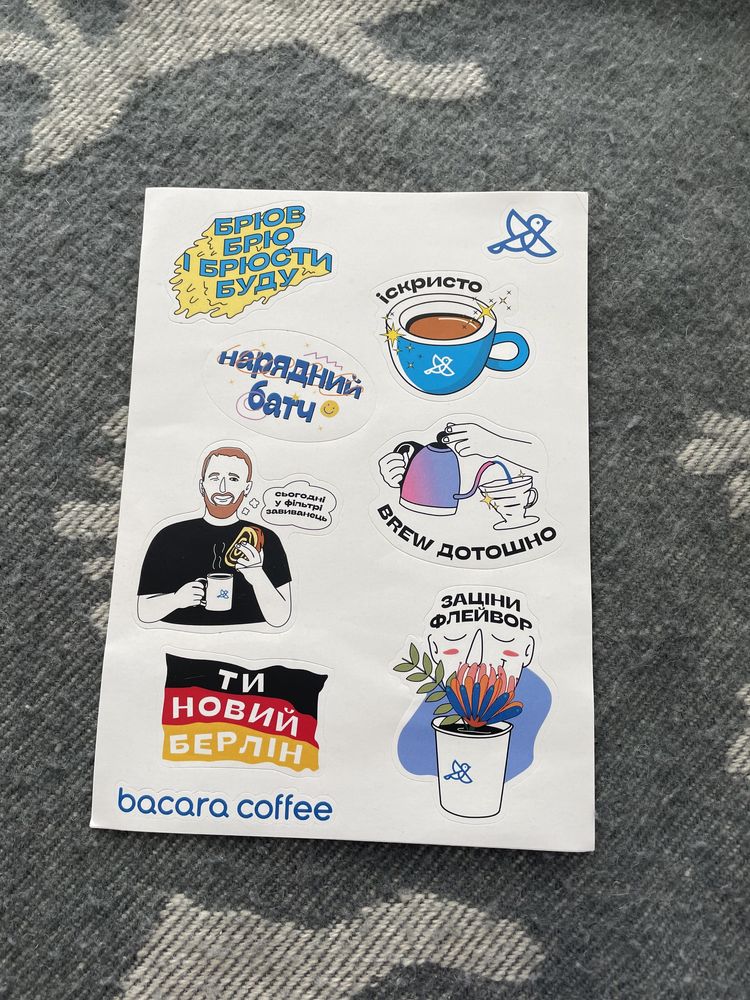 БРЮВ
БРЮ
І БРЮСТИ
БУДУ
іскристо
нарядний
батч
сьогодні
у фільтрі
завиванець
BREW ДОТОШНО
ЗАЦІНИ
ФЛЕЙВОР
ТИ
НОВИЙ
БЕРЛІН
bacara coffee